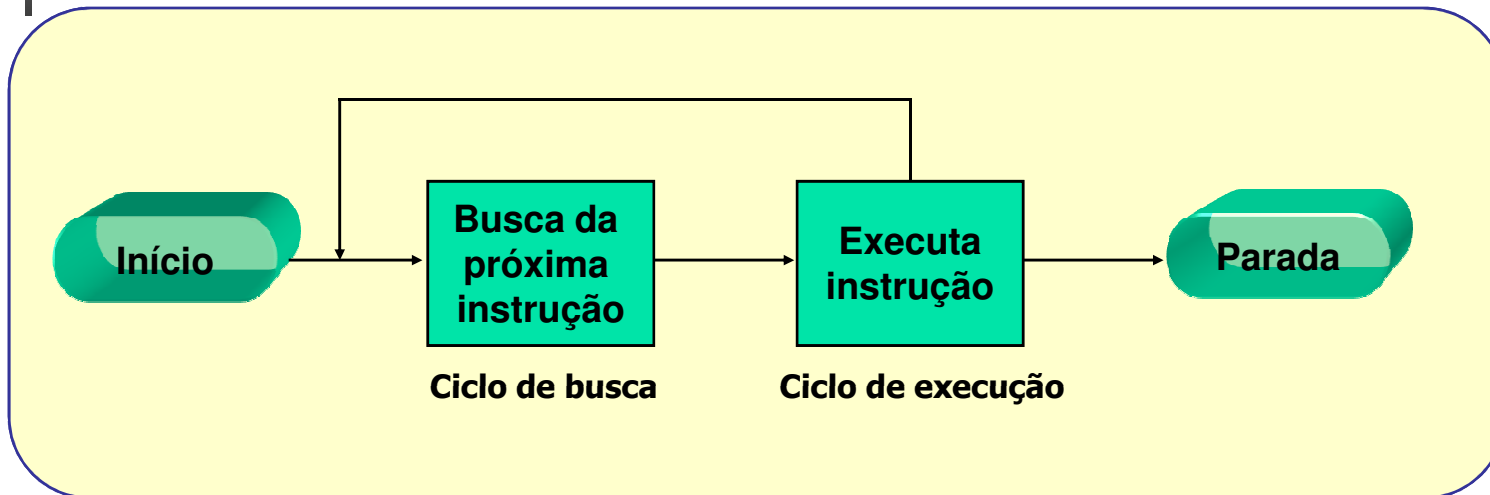 Início
Busca da
próxima
instrução
Executa
instrução
Parada
Ciclo de busca
Ciclo de execução